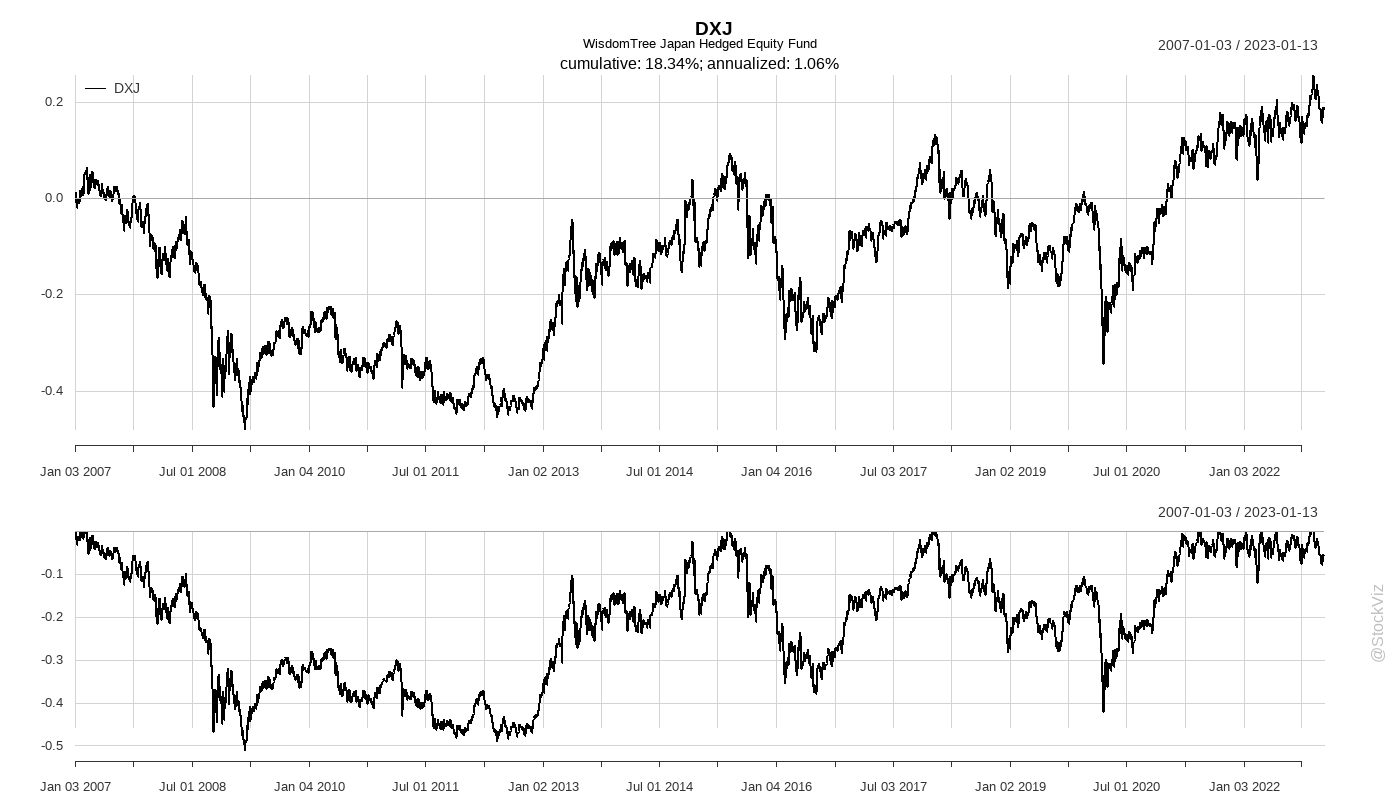 DXJ
WisdomTree Japan Hedged Equity Fund
cumulative: 18.34%; annualized: 1.06%
2007-01-03 / 2023-01-13
DXJ
0.2
0.0
-0.2
-0.4
Jan 03 2007 Jul 01 2008 Jan 04 2010 Jul 01 2011 Jan 02 2013 Jul 01 2014 Jan 04 2016 Jul 03 2017 Jan 02 2019 Jul 01 2020 Jan 03 2022
2007-01-03 / 2023-01-13
-0.1
-0.2
-0.3
-0.4
-0.5
Jan 03 2007 Jul 01 2008 Jan 04 2010 Jul 01 2011 Jan 02 2013 Jul 01 2014 Jan 04 2016 Jul 03 2017 Jan 02 2019 Jul 01 2020 Jan 03 2022
@StockViz